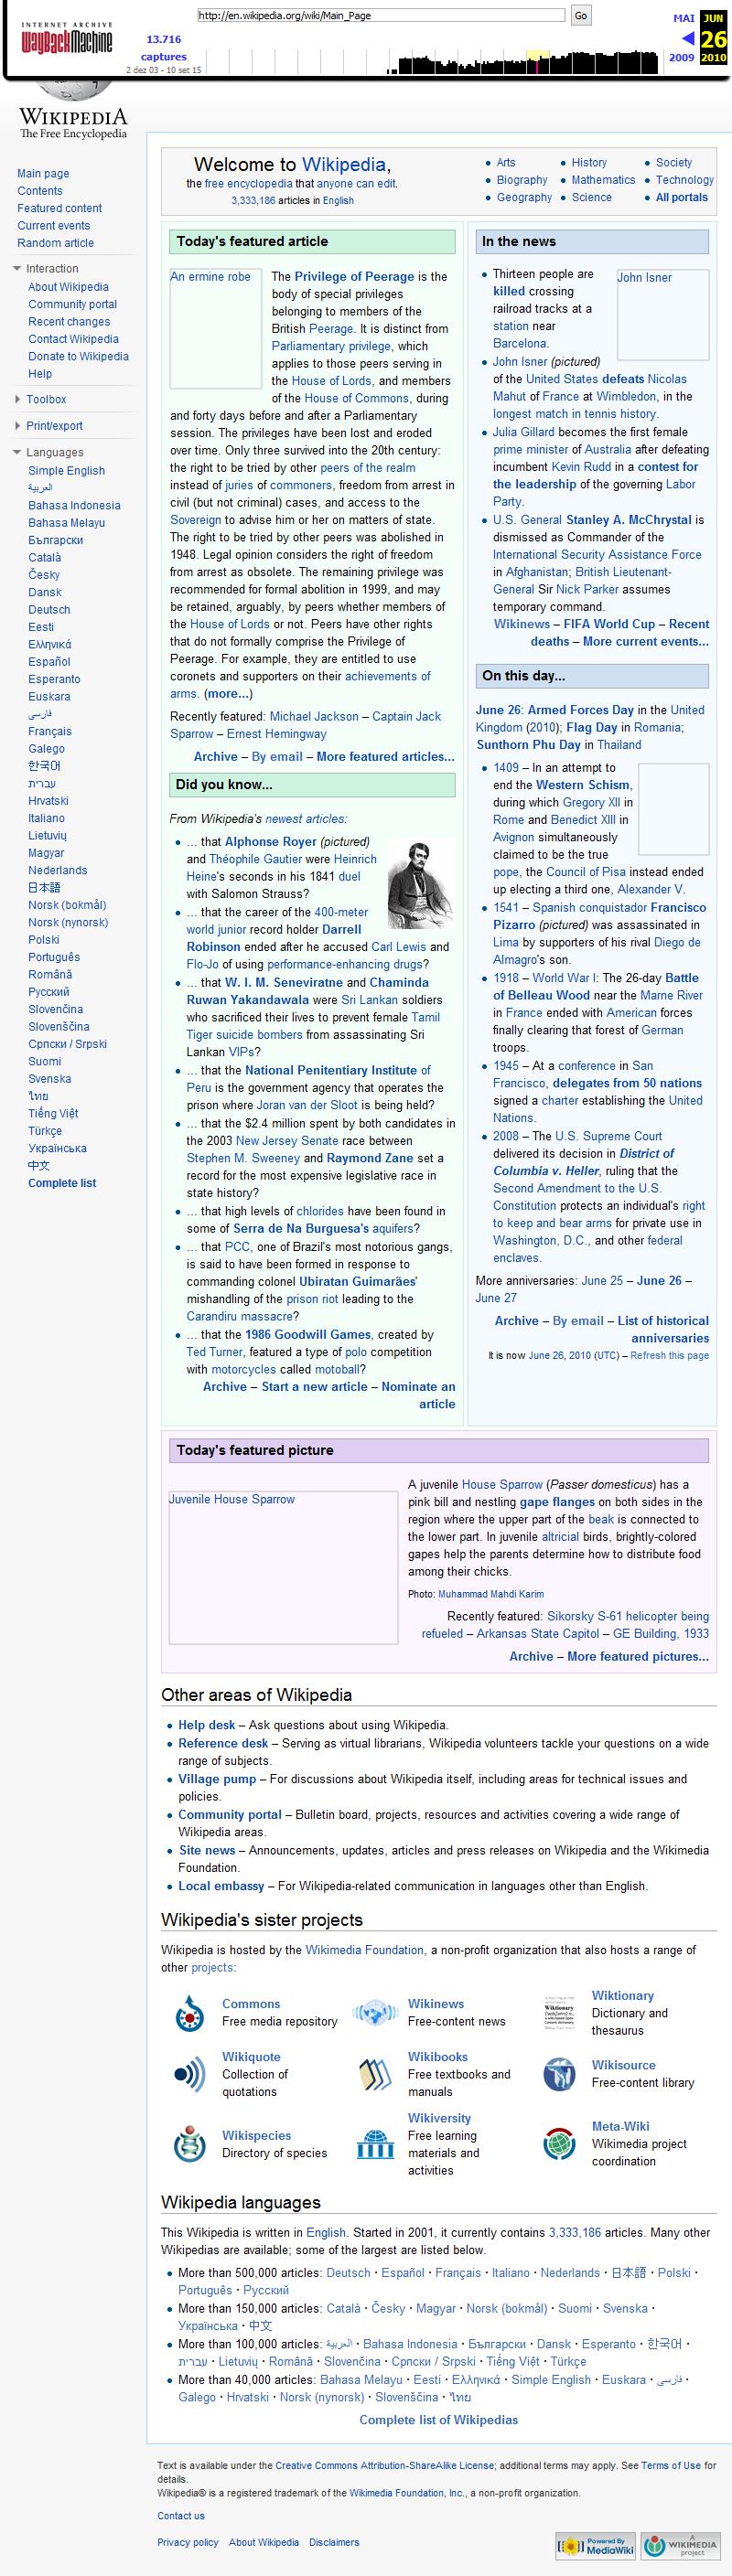 INTERNET ARCHIVE
WayBackMachine
http://en.wikipedia.org/wiki/Main_Page
Go
13.716
captures
2 dez 03 - 10 set 15
MAI
JUN
26
2009
2010
WIKIPEDIA
The Free Encyclopedia
Main page
Contents
Featured content
Current events
Random article
Interaction
About Wikipedia
Community portal
Recent changes
Contact Wikipedia
Donate to Wikipedia
Help
Toolbox
Print/export
Languages
Simple English
العربية
Bahasa Indonesia
Bahasa Melayu
Български
Català
Česky
Dansk
Deutsch
Eesti
Ελληνικά
Español
Esperanto
Euskara
فارسی
Français
Galego
한국어
עברית
Hrvatski
Italiano
Lietuvių
Magyar
Nederlands
日本語
Norsk (bokmål)
Norsk (nynorsk)
Polski
Português
Română
Русский
Slovenčina
Slovenščina
Српски / Srpski
Suomi
Svenska
ไทย
Tiếng Việt
Türkçe
Українська
中文
Complete list
Welcome to Wikipedia,
the free encyclopedia that anyone can edit.
3,333,186 articles in English
Arts
Biography
Geography
History
Mathematics
Science
Society
Technology
All portals
Today's featured article
An ermine robe
The Privilege of Peerage is the
body of special privileges
belonging to members of the
British Peerage. It is distinct from
Parliamentary privilege, which
applies to those peers serving in
the House of Lords, and members
of the House of Commons, during
and forty days before and after a Parliamentary
session. The privileges have been lost and eroded
over time. Only three survived into the 20th century:
the right to be tried by other peers of the realm
instead of juries of commoners, freedom from arrest in
civil (but not criminal) cases, and access to the
Sovereign to advise him or her on matters of state.
The right to be tried by other peers was abolished in
1948. Legal opinion considers the right of freedom
from arrest as obsolete. The remaining privilege was
recommended for formal abolition in 1999, and may
be retained, arguably, by peers whether members of
the House of Lords or not. Peers have other rights
that do not formally comprise the Privilege of
Peerage. For example, they are entitled to use
coronets and supporters on their achievements of
arms. (more...)
Recently featured: Michael Jackson – Captain Jack
Sparrow – Ernest Hemingway
Archive – By email – More featured articles...
Did you know...
From Wikipedia's newest articles:
... that Alphonse Royer (pictured)
and Théophile Gautier were Heinrich
Heine's seconds in his 1841 duel
with Salomon Strauss?
... that the career of the 400-meter
world junior record holder Darrell
Robinson ended after he accused Carl Lewis and
Flo-Jo of using performance-enhancing drugs?
... that W. I. M. Seneviratne and Chaminda
Ruwan Yakandawala were Sri Lankan soldiers
who sacrificed their lives to prevent female Tamil
Tiger suicide bombers from assassinating Sri
Lankan VIPs?
... that the National Penitentiary Institute of
Peru is the government agency that operates the
prison where Joran van der Sloot is being held?
... that the $2.4 million spent by both candidates in
the 2003 New Jersey Senate race between
Stephen M. Sweeney and Raymond Zane set a
record for the most expensive legislative race in
state history?
... that high levels of chlorides have been found in
some of Serra de Na Burguesa's aquifers?
... that PCC, one of Brazil's most notorious gangs,
is said to have been formed in response to
commanding colonel Ubiratan Guimarães'
mishandling of the prison riot leading to the
Carandiru massacre?
... that the 1986 Goodwill Games, created by
Ted Turner, featured a type of polo competition
with motorcycles called motoball?
Archive – Start a new article – Nominate an
article
In the news
John Isner
Thirteen people are
killed crossing
railroad tracks at a
station near
Barcelona.
John Isner (pictured)
of the United States defeats Nicolas
Mahut of France at Wimbledon, in the
longest match in tennis history.
Julia Gillard becomes the first female
prime minister of Australia after defeating
incumbent Kevin Rudd in a contest for
the leadership of the governing Labor
Party.
U.S. General Stanley A. McChrystal is
dismissed as Commander of the
International Security Assistance Force
in Afghanistan; British Lieutenant-
General Sir Nick Parker assumes
temporary command.
Wikinews – FIFA World Cup – Recent
deaths – More current events...
On this day...
June 26: Armed Forces Day in the United
Kingdom (2010); Flag Day in Romania;
Sunthorn Phu Day in Thailand
1409 – In an attempt to
end the Western Schism,
during which Gregory XII in
Rome and Benedict XIII in
Avignon simultaneously
claimed to be the true
pope, the Council of Pisa instead ended
up electing a third one, Alexander V.
1541 – Spanish conquistador Francisco
Pizarro (pictured) was assassinated in
Lima by supporters of his rival Diego de
Almagro's son.
1918 – World War I: The 26-day Battle
of Belleau Wood near the Marne River
in France ended with American forces
finally clearing that forest of German
troops.
1945 – At a conference in San
Francisco, delegates from 50 nations
signed a charter establishing the United
Nations.
2008 – The U.S. Supreme Court
delivered its decision in District of
Columbia v. Heller, ruling that the
Second Amendment to the U.S.
Constitution protects an individual's right
to keep and bear arms for private use in
Washington, D.C., and other federal
enclaves.
More anniversaries: June 25 – June 26 –
June 27
Archive – By email – List of historical
anniversaries
It is now June 26, 2010 (UTC) – Refresh this page
Today's featured picture
Juvenile House Sparrow
A juvenile House Sparrow (Passer domesticus) has a
pink bill and nestling gape flanges on both sides in the
region where the upper part of the beak is connected to
the lower part. In juvenile altricial birds, brightly-colored
gapes help the parents determine how to distribute food
among their chicks.
Photo: Muhammad Mahdi Karim
Recently featured: Sikorsky S-61 helicopter being
refueled – Arkansas State Capitol – GE Building, 1933
Archive – More featured pictures...
Other areas of Wikipedia
Help desk – Ask questions about using Wikipedia.
Reference desk – Serving as virtual librarians, Wikipedia volunteers tackle your questions on a wide
range of subjects.
Village pump – For discussions about Wikipedia itself, including areas for technical issues and
policies.
Community portal – Bulletin board, projects, resources and activities covering a wide range of
Wikipedia areas.
Site news – Announcements, updates, articles and press releases on Wikipedia and the Wikimedia
Foundation.
Local embassy – For Wikipedia-related communication in languages other than English.
Wikipedia's sister projects
Wikipedia is hosted by the Wikimedia Foundation, a non-profit organization that also hosts a range of
other projects:
Commons
Free media repository
Wikinews
Free-content news
Wiktionary
Dictionary and
thesaurus
Wikiquote
Collection of
quotations
Wikibooks
Free textbooks and
manuals
Wikisource
Free-content library
Wikispecies
Directory of species
Wikiversity
Free learning
materials and
activities
Meta-Wiki
Wikimedia project
coordination
Wikipedia languages
This Wikipedia is written in English. Started in 2001, it currently contains 3,333,186 articles. Many other
Wikipedias are available; some of the largest are listed below.
More than 500,000 articles: Deutsch · Español · Français · Italiano · Nederlands · 日本語 · Polski ·
Português · Русский
More than 150,000 articles: Català · Česky · Magyar · Norsk (bokmål) · Suomi · Svenska ·
Українська · 中文
More than 100,000 articles: العربية · Bahasa Indonesia · Български · Dansk · Esperanto · 한국어 ·
עברית · Lietuvių · Română · Slovenčina · Српски / Srpski · Tiếng Việt · Türkçe
More than 40,000 articles: Bahasa Melayu · Eesti · Ελληνικά · Simple English · Euskara · فارسی ·
Galego · Hrvatski · Norsk (nynorsk) · Slovenščina · ไทย
Complete list of Wikipedias
Text is available under the Creative Commons Attribution-ShareAlike License; additional terms may apply. See Terms of Use for
details.
Wikipedia® is a registered trademark of the Wikimedia Foundation, Inc., a non-profit organization.
Contact us
Privacy policy About Wikipedia Disclaimers
Powered By
MediaWiki
A
WIKIMEDIA
project